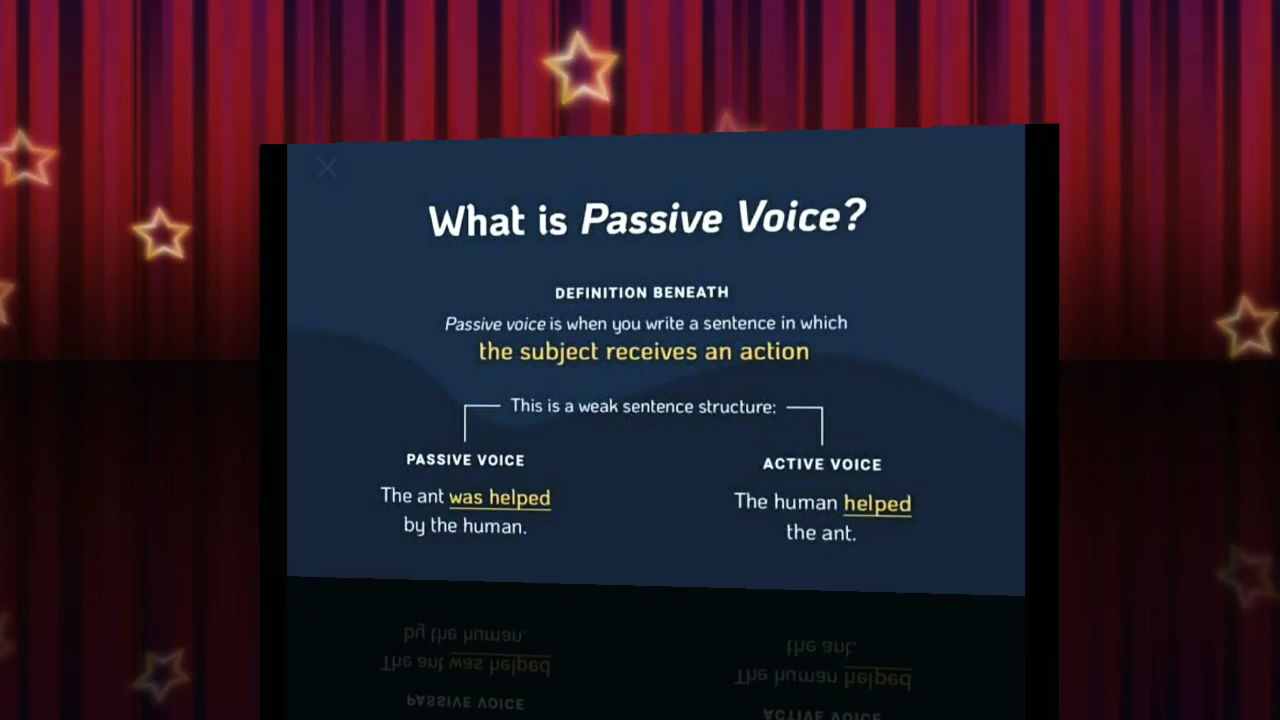 What is Passive Voice?
DEFINITION BENEATH
Passive voice is when you write a sentence in which
the subject receives an action
This is a weak sentence structure:
PASSIVE VOICE
The ant was helped
by the human.
ACTIVE VOICE
The human helped
the ant.